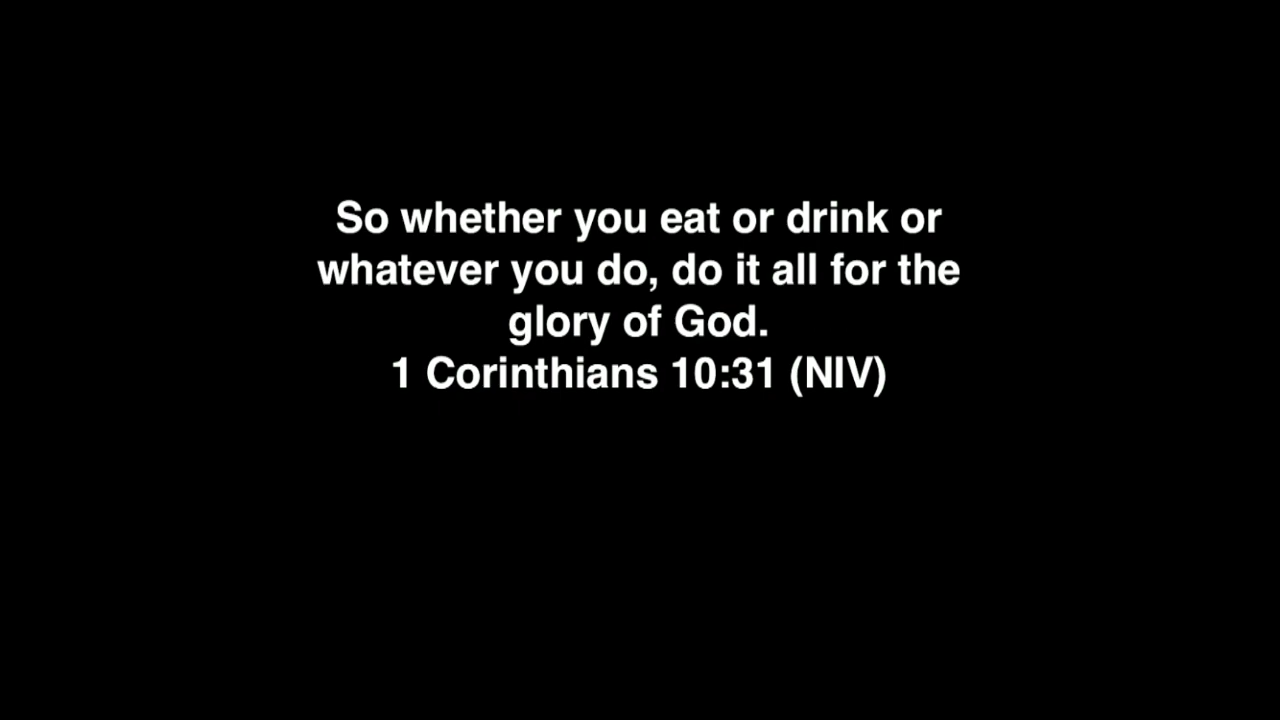 So whether you eat or drink or
whatever you do, do it all for the
glory of God.
1 Corinthians 10:31 (NIV)